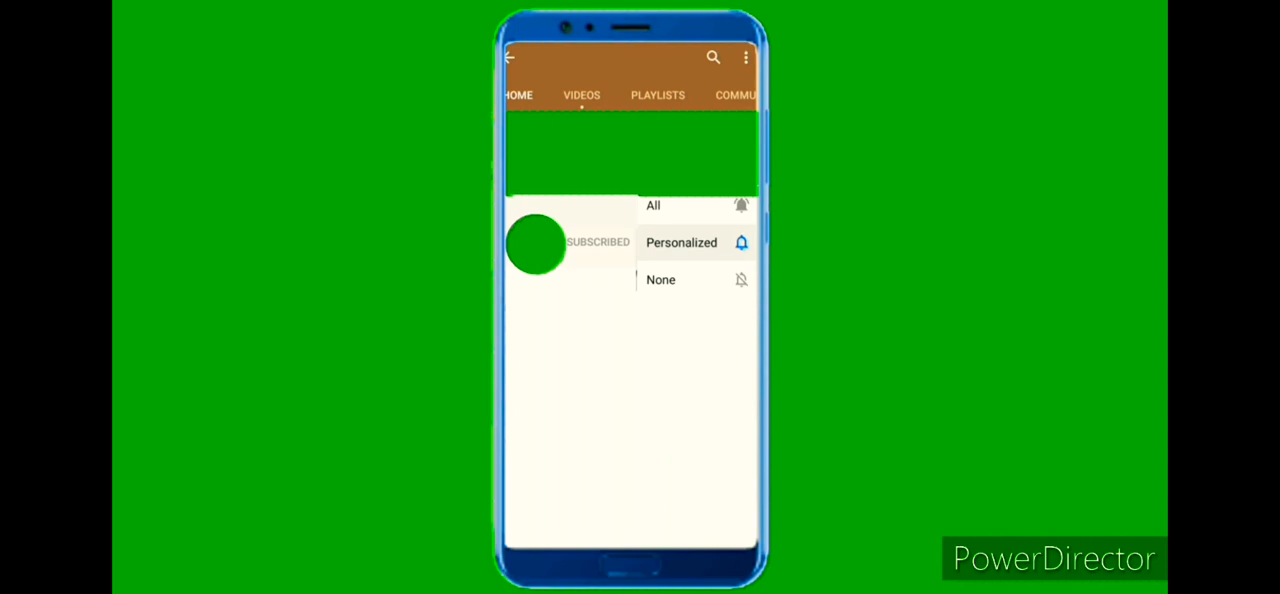 HOME VIDEOS PLAYLISTS COMMU
All
SUBSCRIBED Personalized
None
PowerDirector